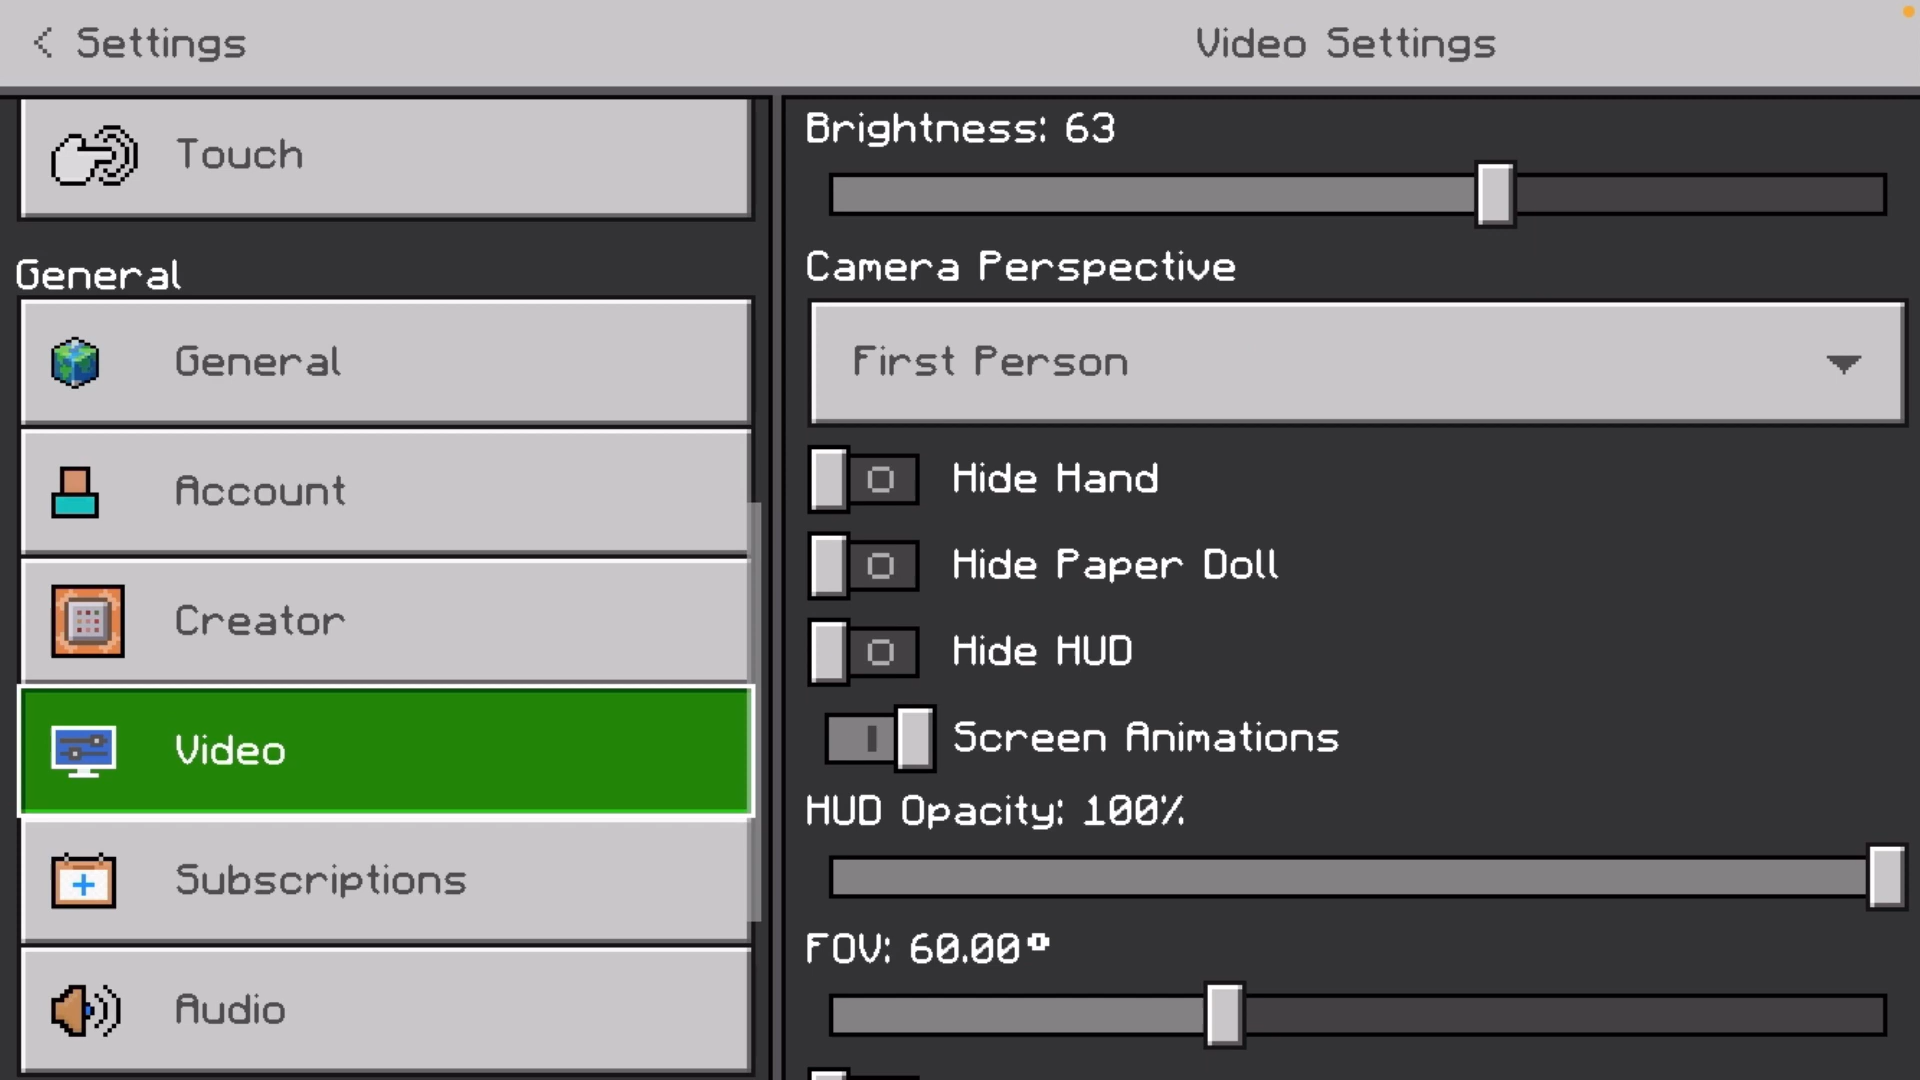 Settings
Video Settings
Touch
General
General
Account
Creator
Video
Subscriptions
Audio
Brightness: 63
Camera Perspective
First Person
Hide Hand
Hide Paper Doll
Hide HUD
Screen Animations
HUD Opacity: 100%
FOV: 60.00°